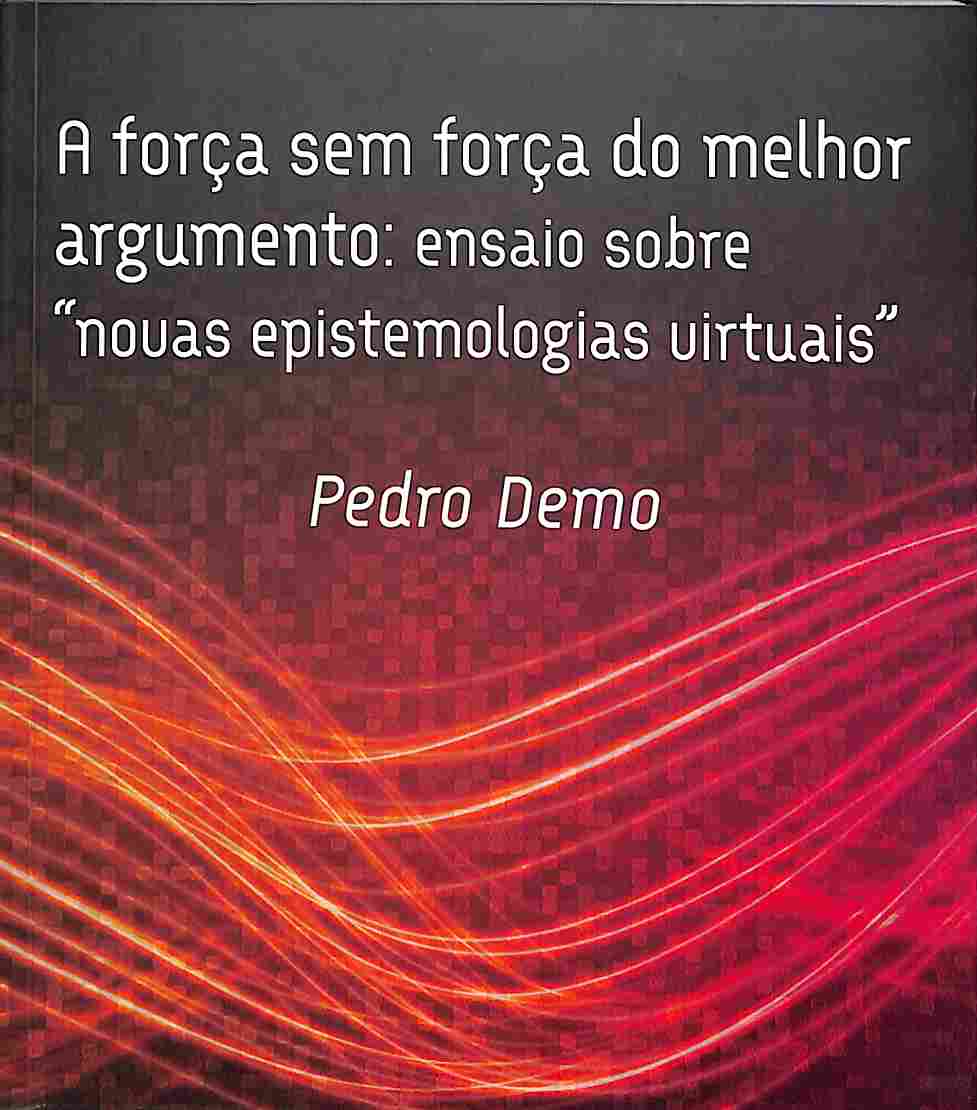 A força sem força do melhor
argumento: ensaio sobre
“novas epistemologias virtuais”
Pedro Demo